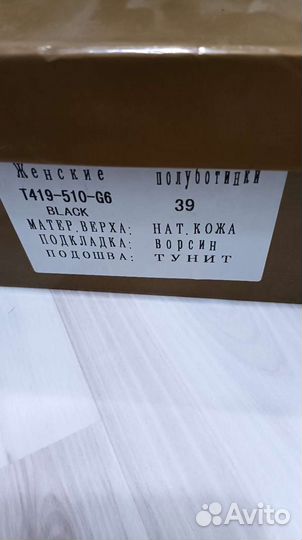 Женские полуботинки
T419-510-G6 39
BLACK
МАТЕР.ВЕРХА: НАТ.КОЖА
ПОДКЛАДКА: ворсин
ПОДОШВА: ТУНИТ
Avito